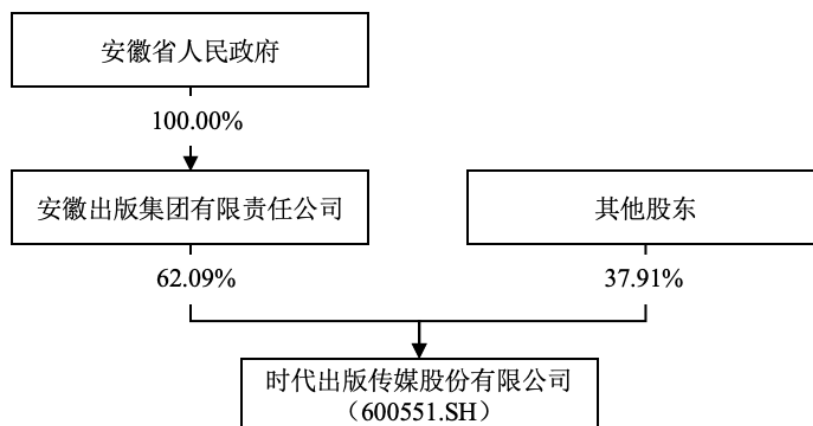 安徽省人民政府
100.00%
安徽出版集团有限责任公司
其他股东
62.09%
37.91%
时代出版传媒股份有限公司
（600551.SH）